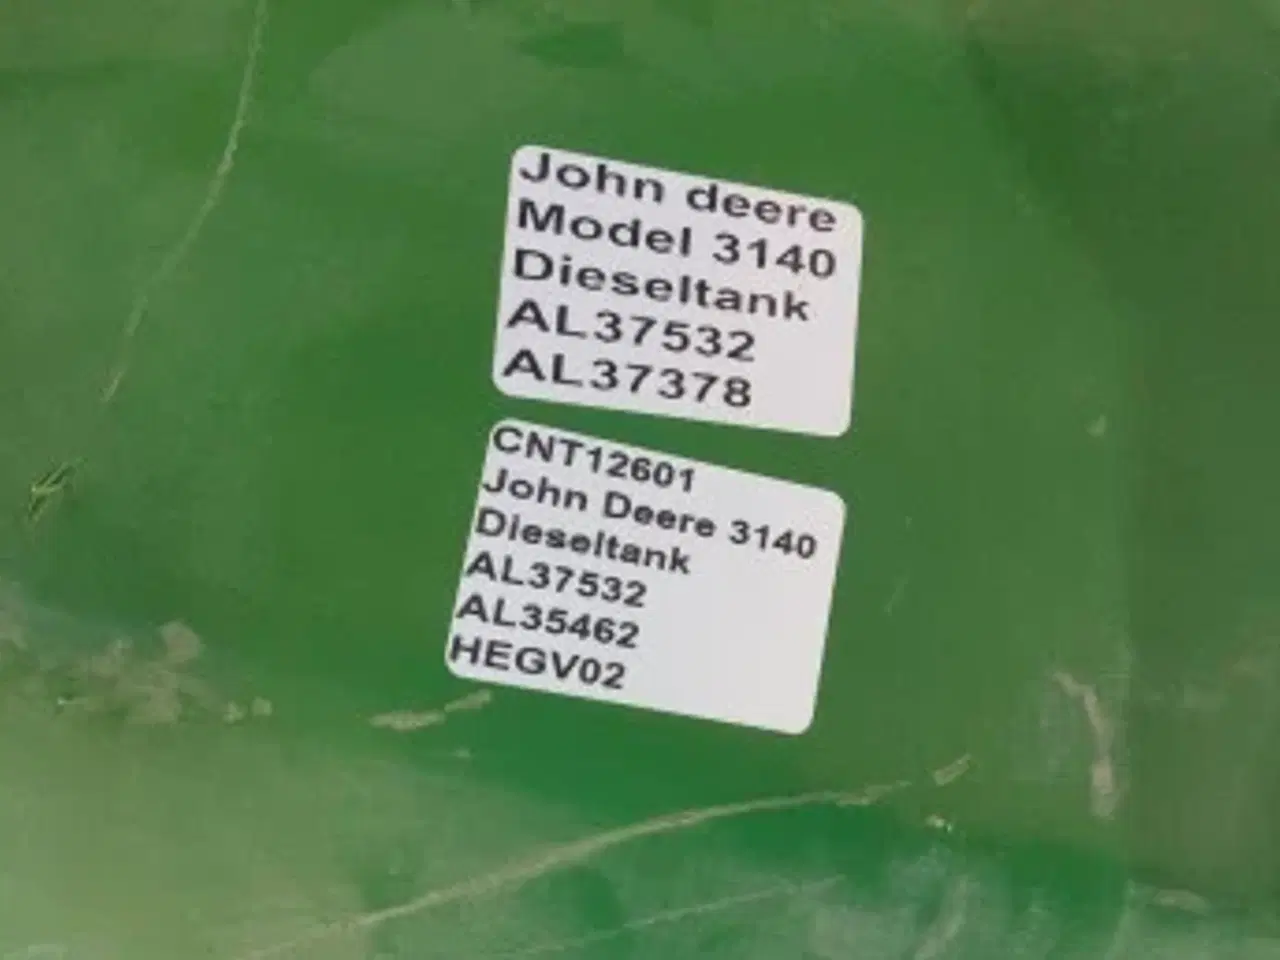 John deere
Model 3140
Dieseltank
AL37532
AL37378
CNT12601
John Deere 3140
Dieseltank
AL37532
AL35462
HEGV02